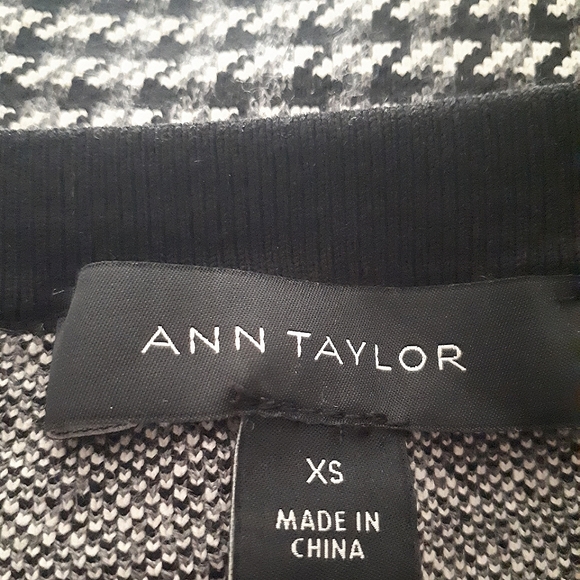 ANN TAYLOR
XS
MADE IN
CHINA